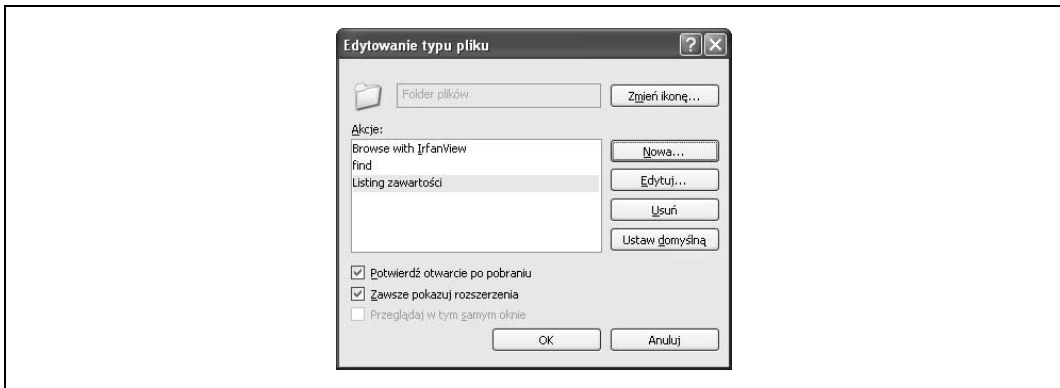 Edytowanie typu pliku
Folder plików
Zmień ikonę...
Akcje:
Browse with IrfanView
find
Listing zawartości
Nowa...
Edytuj...
Usuń
Ustaw domyślną
Potwierdź otwarcie po pobraniu
Zawsze pokazuj rozszerzenia
Przeglądaj w tym samym oknie
OK
Anuluj